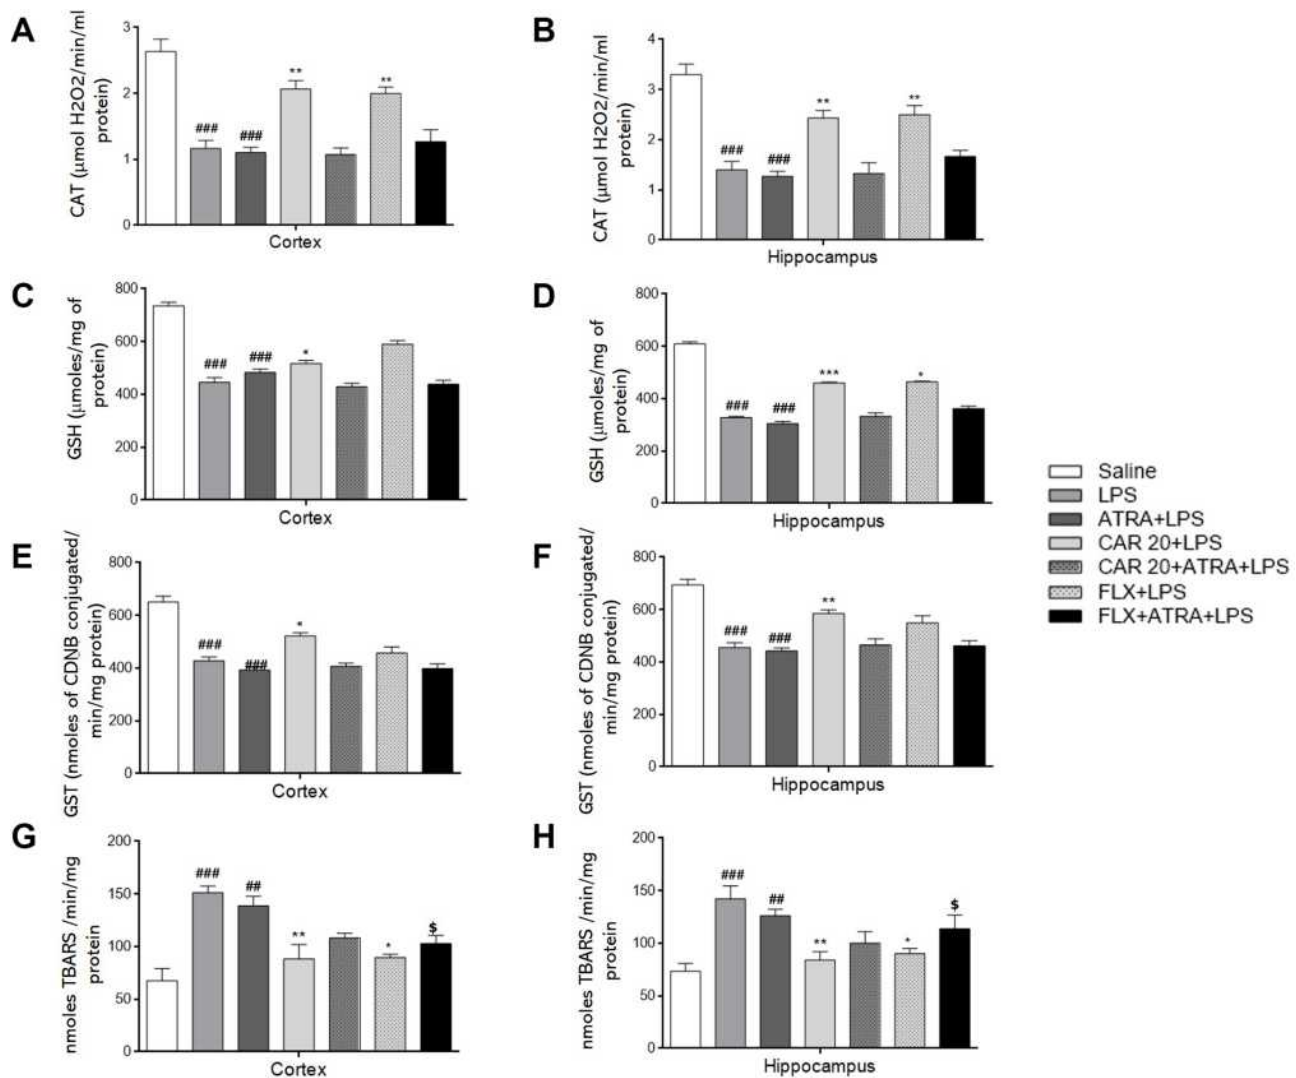 A
CAT (μmol H2O2/min/ml
protein)
3
2
1
0
###
###
**
**
Cortex
B
CAT (μmol H2O2/min/ml
protein)
4
3
2
1
0
###
###
**
**
Hippocampus
C
GSH (μmoles/mg of
protein)
800
600
400
200
0
###
###
*
Cortex
D
GSH (μmoles/mg of
protein)
800
600
400
200
0
###
###
***
*
Hippocampus
Saline
LPS
ATRA+LPS
CAR 20+LPS
CAR 20+ATRA+LPS
FLX+LPS
FLX+ATRA+LPS
E
GST (nmoles of CDNB conjugated/
min/mg protein)
800
600
400
200
0
###
###
*
Cortex
F
GST (nmoles of CDNB conjugated/
min/mg protein)
800
600
400
200
0
###
###
**
Hippocampus
G
nmoles TBARS /min/mg
protein
200
150
100
50
0
###
##
**
*
$
Cortex
H
nmoles TBARS /min/mg
protein
200
150
100
50
0
###
##
**
*
$
Hippocampus